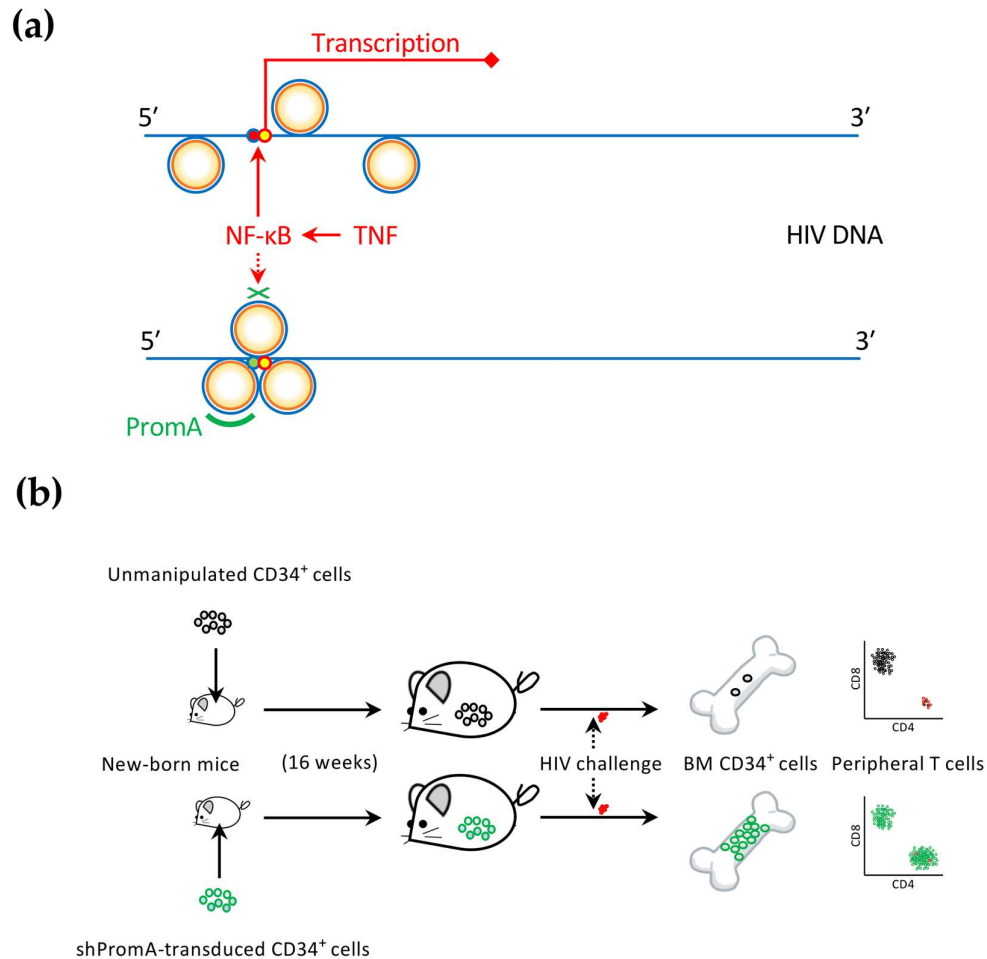 (a)
Transcription
5′
3′
NF-κB
TNF
HIV DNA
5′
3′
PromA
(b)
Unmanipulated CD34⁺ cells
CD8
CD4
New-born mice
(16 weeks)
HIV challenge
BM CD34⁺ cells
Peripheral T cells
CD8
CD4
shPromA-transduced CD34⁺ cells